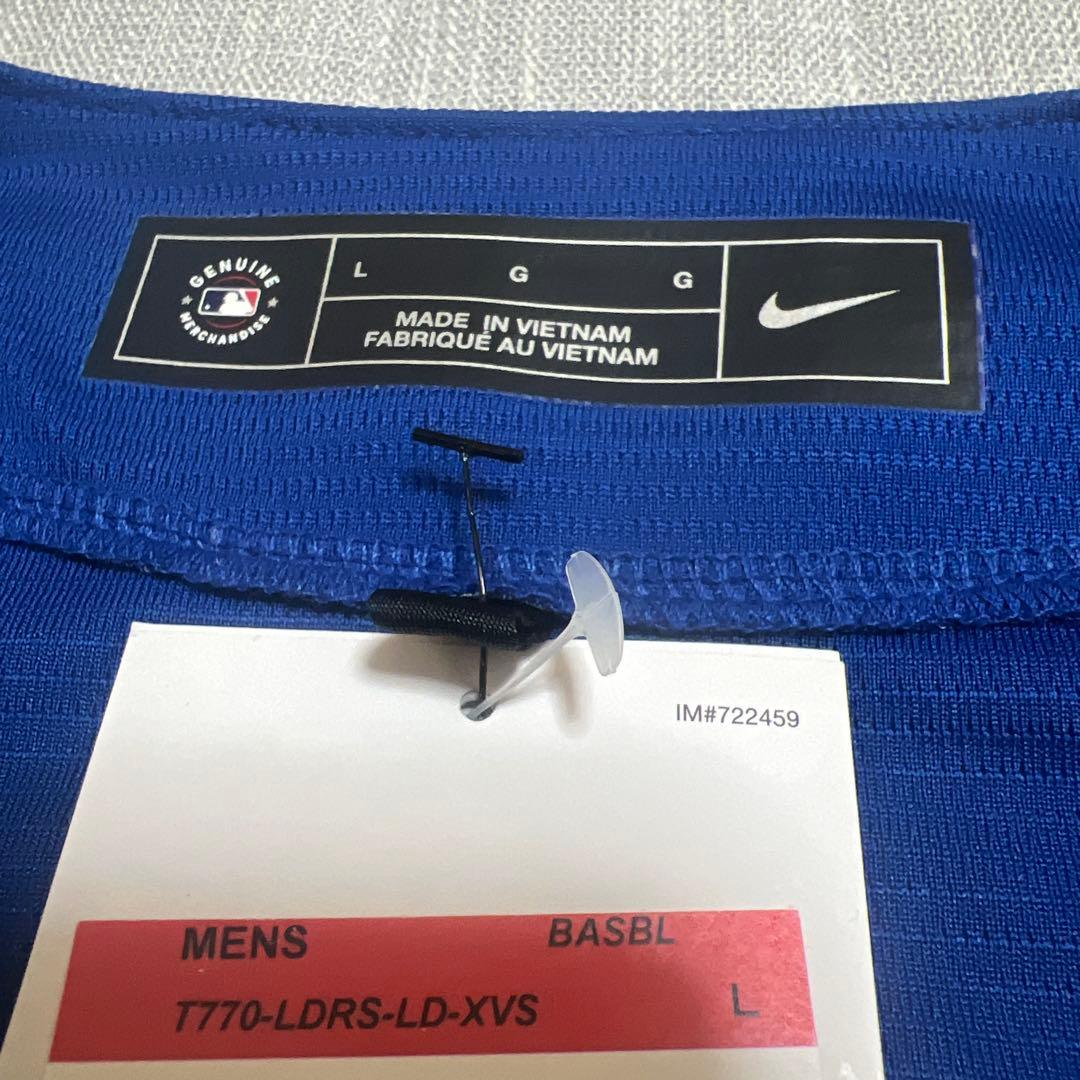 GENUINE
MERCHANDISE
L G G
MADE IN VIETNAM
FABRIQUÉ AU VIETNAM
IM#722459
MENS BASBL
T770-LDRS-LD-XVS L